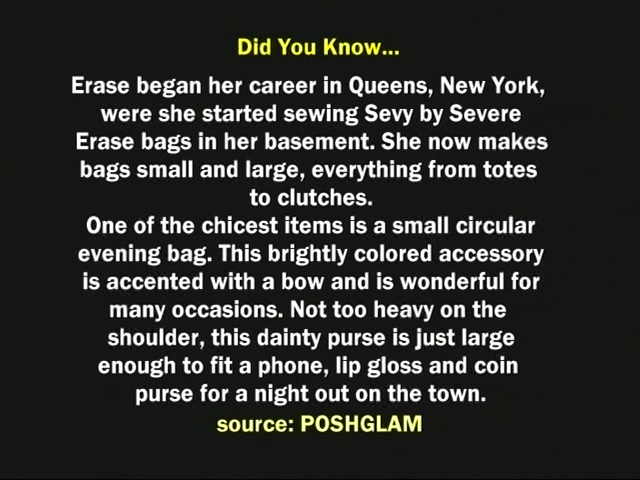 Did You Know...
Erase began her career in Queens, New York,
were she started sewing Sevy by Severe
Erase bags in her basement. She now makes
bags small and large, everything from totes
to clutches.
One of the chicest items is a small circular
evening bag. This brightly colored accessory
is accented with a bow and is wonderful for
many occasions. Not too heavy on the
shoulder, this dainty purse is just large
enough to fit a phone, lip gloss and coin
purse for a night out on the town.
source: POSHGLAM